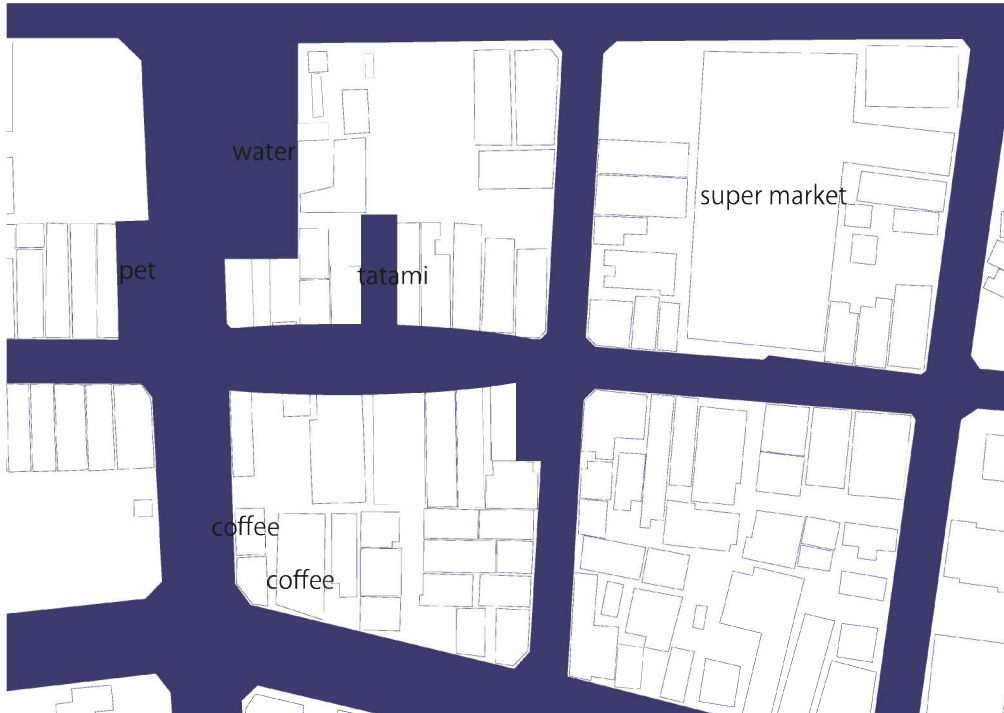 water
super market
pet
tatami
coffee
coffee